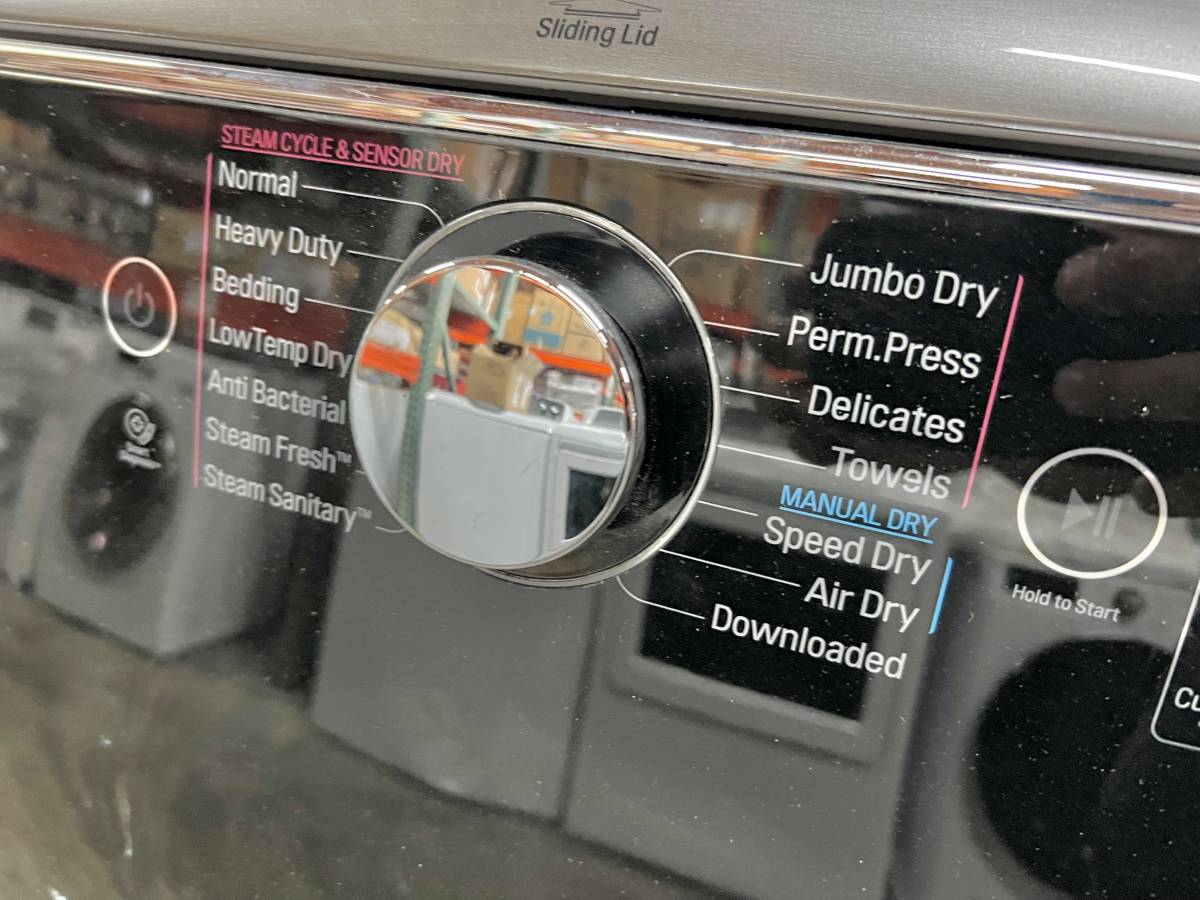 Sliding Lid
STEAM CYCLE & SENSOR DRY
Normal
Heavy Duty
Bedding
LowTemp Dry
Anti Bacterial
Steam Fresh™
Steam Sanitary™
Jumbo Dry
Perm.Press
Delicates
Towels
MANUAL DRY
Speed Dry
Air Dry
Downloaded
Hold to Start